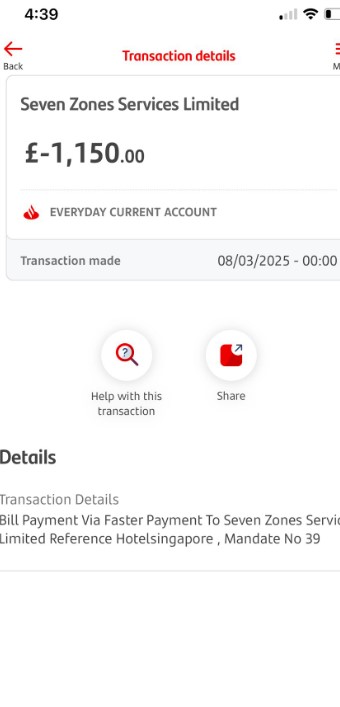 4:39
Back
Transaction details
M
Seven Zones Services Limited
£-1,150.00
EVERYDAY CURRENT ACCOUNT
Transaction made 08/03/2025 - 00:00
Help with this
transaction
Share
Details
Transaction Details
Bill Payment Via Faster Payment To Seven Zones Servic
Limited Reference Hotelsingapore , Mandate No 39